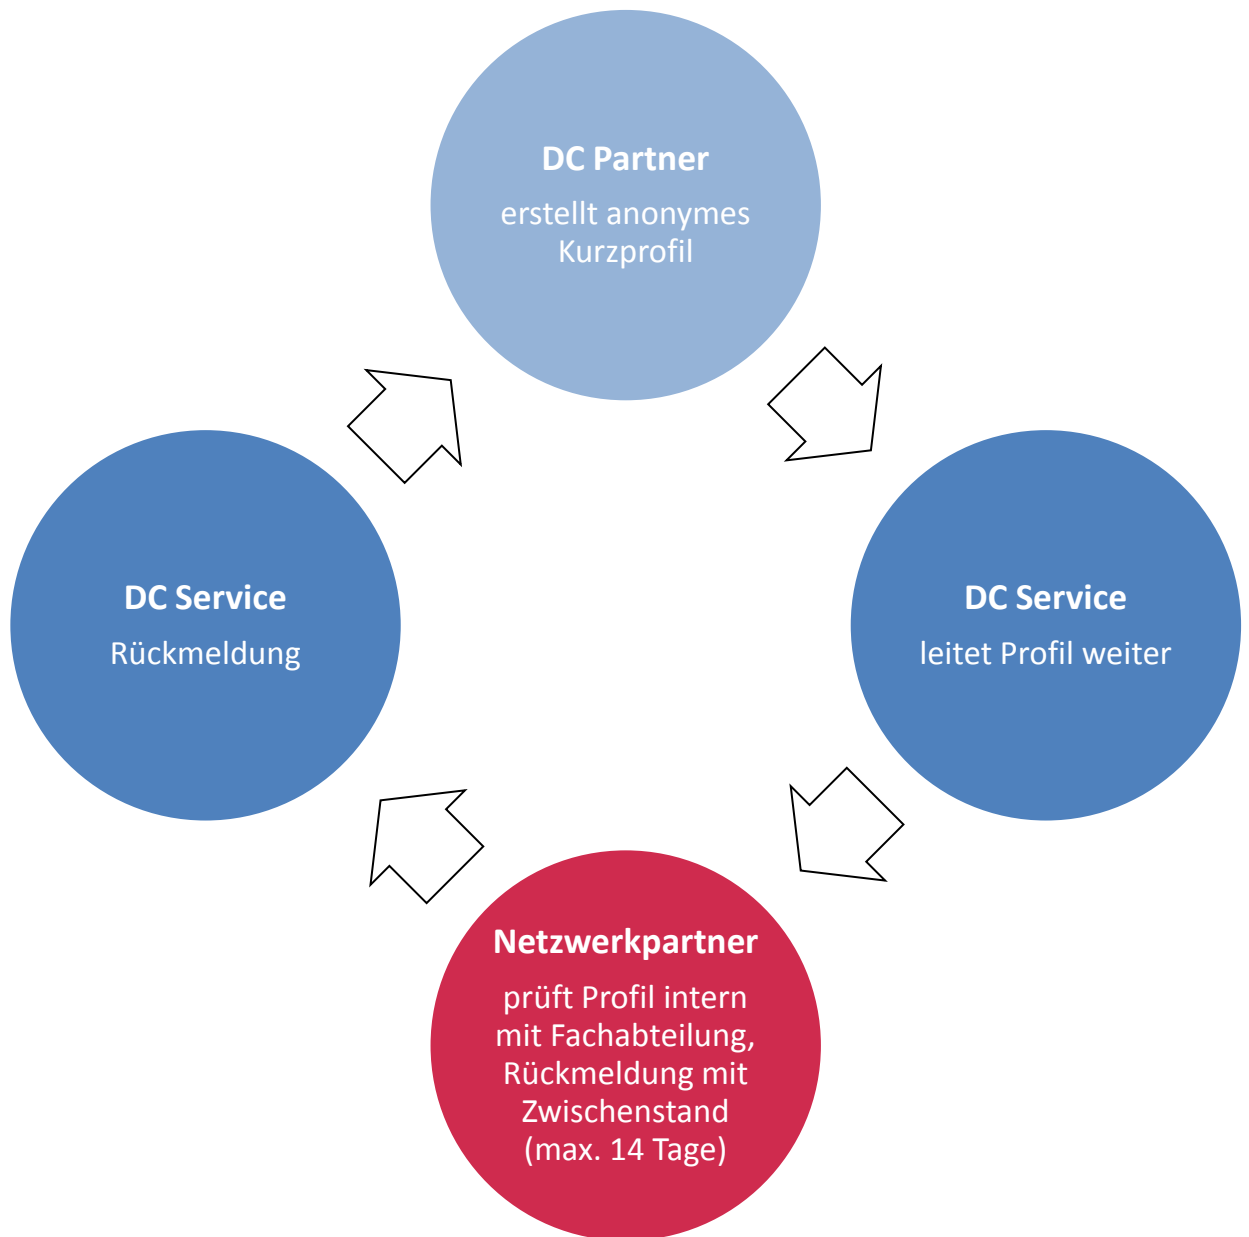 DC Partner
erstellt anonymes
Kurzprofil
DC Service
leitet Profil weiter
Netzwerkpartner
prüft Profil intern
mit Fachabteilung,
Rückmeldung mit
Zwischenstand
(max. 14 Tage)
DC Service
Rückmeldung